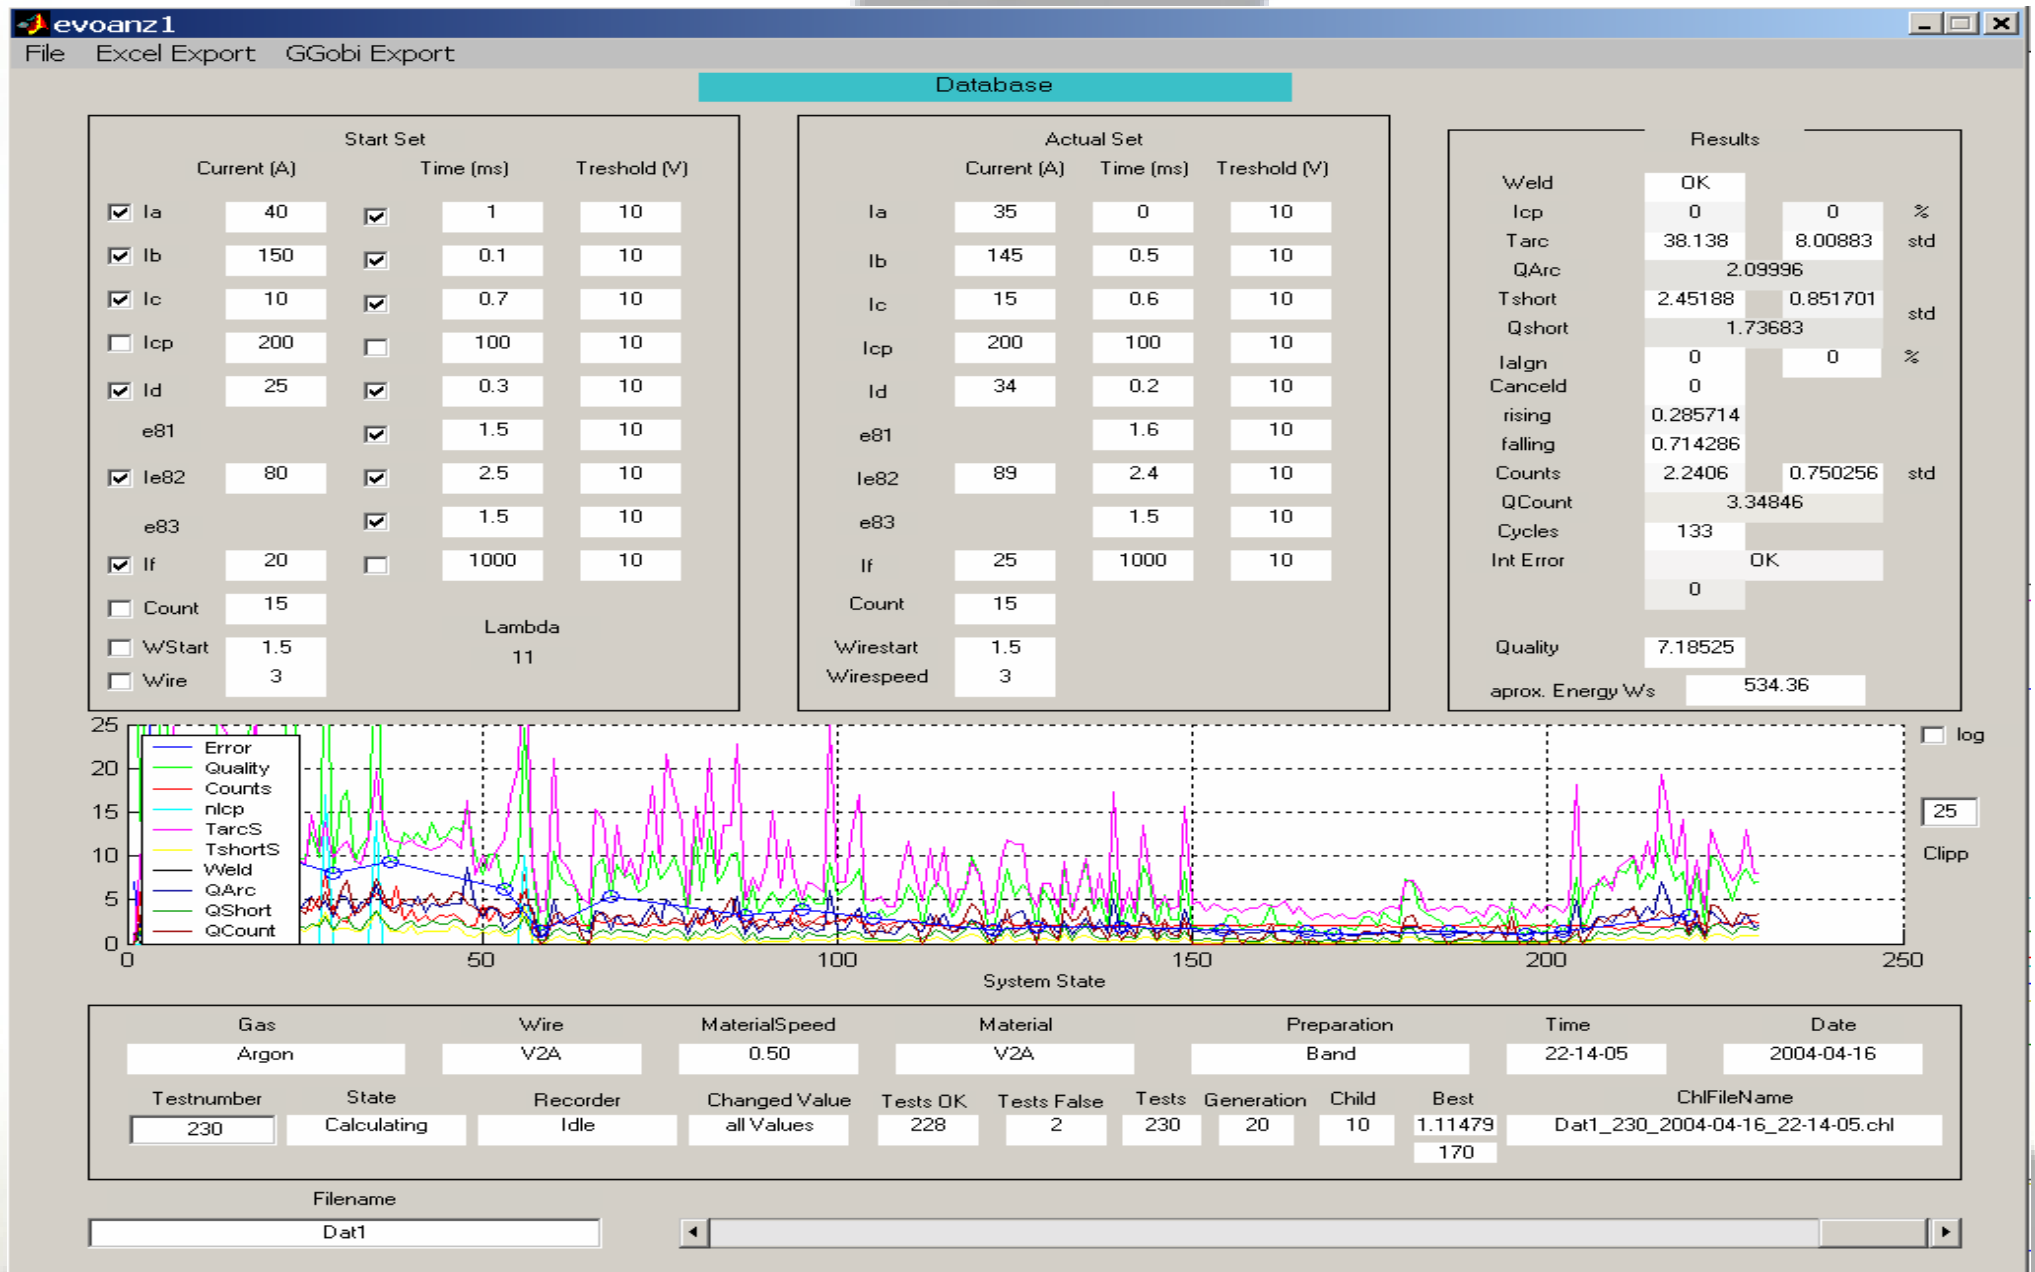 evoanz1
File Excel Export GGobi Export
Database
Start Set
Current (A) Time (ms) Treshold (V)
Ia 40 1 10
Ib 150 0.1 10
Ic 10 0.7 10
Icp 200 100 10
Id 25 0.3 10
e81 1.5 10
Ie82 80 2.5 10
e83 1.5 10
If 20 1000 10
Count 15
WStart 1.5
Wire 3
Lambda
11
Actual Set
Current (A) Time (ms) Treshold (V)
Ia 35 0 10
Ib 145 0.5 10
Ic 15 0.6 10
Icp 200 100 10
Id 34 0.2 10
e81 1.6 10
Ie82 89 2.4 10
e83 1.5 10
If 25 1000 10
Count 15
Wirestart 1.5
Wirespeed 3
Results
Weld OK
Icp 0 0 %
Tarc 38.138 8.00883 std
QArc 2.09996
Tshort 2.45188 0.851701 std
Qshort 1.73683
Ialgn 0 0 %
Canceld 0
rising 0.285714
falling 0.714286
Counts 2.2406 0.750256 std
QCount 3.34846
Cycles 133
Int Error OK
0
Quality 7.18525
aprox. Energy Ws 534.36
25
20
15
10
5
0
Error
Quality
Counts
nIcp
TarcS
TshortS
Weld
QArc
QShort
QCount
0 50 100 150 200 250
System State
log
25
Clipp
Gas Wire MaterialSpeed Material Preparation Time Date
Argon V2A 0.50 V2A Band 22-14-05 2004-04-16
Testnumber State Recorder Changed Value Tests OK Tests False Tests Generation Child Best ChlFileName
230 Calculating Idle all Values 228 2 230 20 10 1.11479 Dat1_230_2004-04-16_22-14-05.chl
170
Filename
Dat1